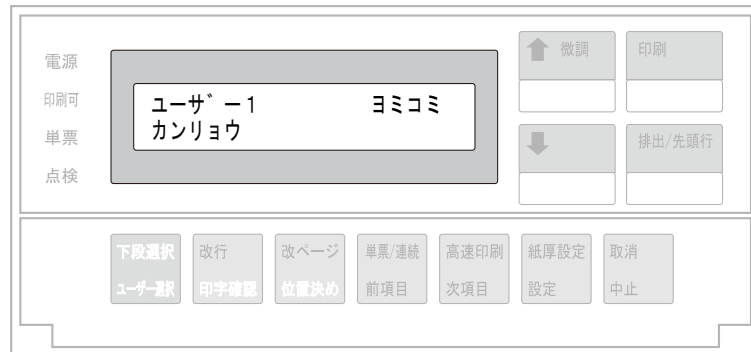 電源
印刷可
単票
点検
ユーザー1 ヨミコミ
カンリョウ
微調
印刷
排出/先頭行
下段選択
ユーザー選択
改行
印字確認
改ページ
位置決め
単票/連続
前項目
高速印刷
次項目
紙厚設定
設定
取消
中止